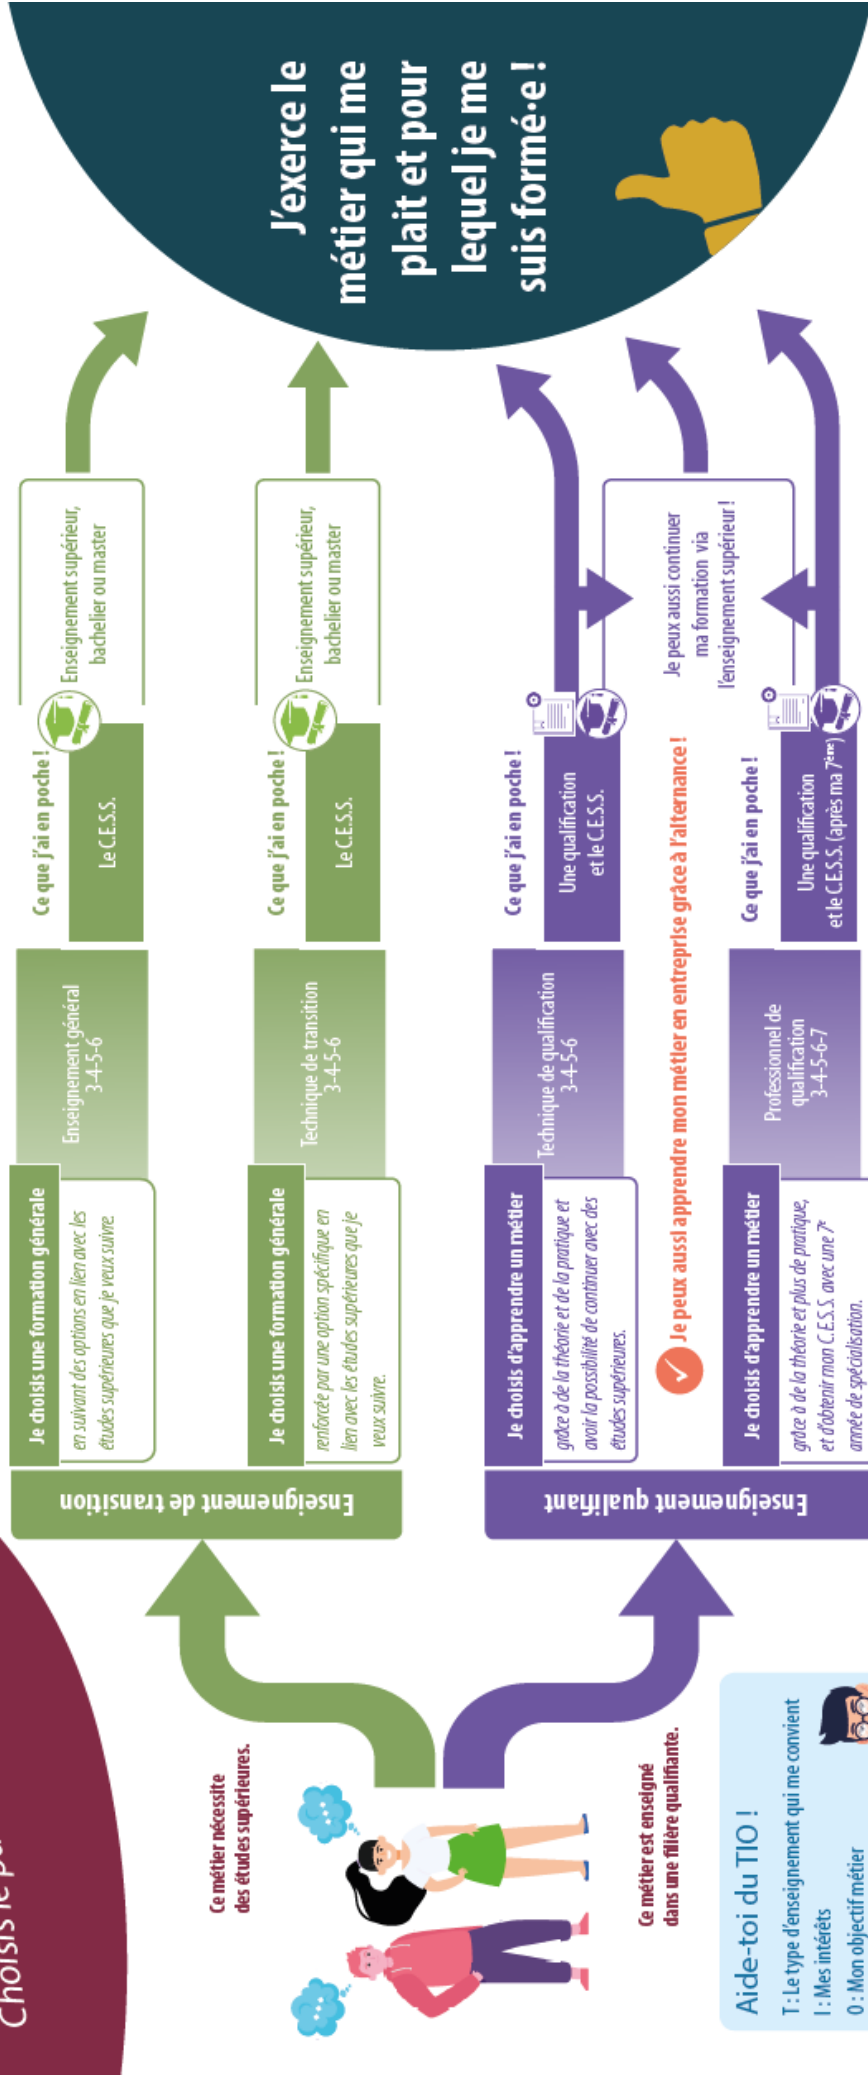 Choisis le
Ce métier nécessite
des études supérieures.
Ce métier est enseigné
dans une filière qualifiante.
Aide-toi du TIO !
T : Le type d'enseignement qui me convient
I : Mes intérêts
O : Mon objectif métier
Enseignement de transition
Je choisis une formation générale
en suivant des options en lien avec les
études supérieures que je veux suivre.
Enseignement général
3-4-5-6
Ce que j'ai en poche !
Le C.E.S.S.
Enseignement supérieur,
bachelier ou master
Je choisis une formation générale
renforcée par une option spécifique en
lien avec les études supérieures que je
veux suivre.
Technique de transition
3-4-5-6
Ce que j'ai en poche !
Le C.E.S.S.
Enseignement supérieur,
bachelier ou master
Enseignement qualifiant
Je choisis d'apprendre un métier
grâce à de la théorie et de la pratique et
avoir la possibilité de continuer avec des
études supérieures.
Technique de qualification
3-4-5-6
Ce que j'ai en poche !
Une qualification
et le C.E.S.S.
Je peux aussi apprendre mon métier en entreprise grâce à l'alternance !
Je peux aussi continuer
ma formation via
l'enseignement supérieur !
Je choisis d'apprendre un métier
grâce à de la théorie et plus de pratique,
et d'obtenir mon C.E.S.S. avec une 7e
année de spécialisation.
Professionnel de
qualification
3-4-5-6-7
Ce que j'ai en poche !
Une qualification
et le C.E.S.S. (après ma 7ème)
J'exerce le
métier qui me
plait et pour
lequel je me
suis formé·e !